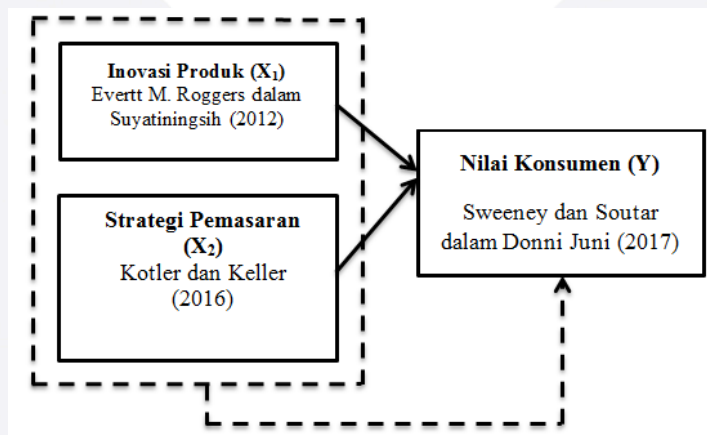 Inovasi Produk (X₁)
Evertt M. Roggers dalam
Suyatiningsih (2012)
Strategi Pemasaran
(X₂)
Kotler dan Keller
(2016)
Nilai Konsumen (Y)
Sweeney dan Soutar
dalam Donni Juni (2017)